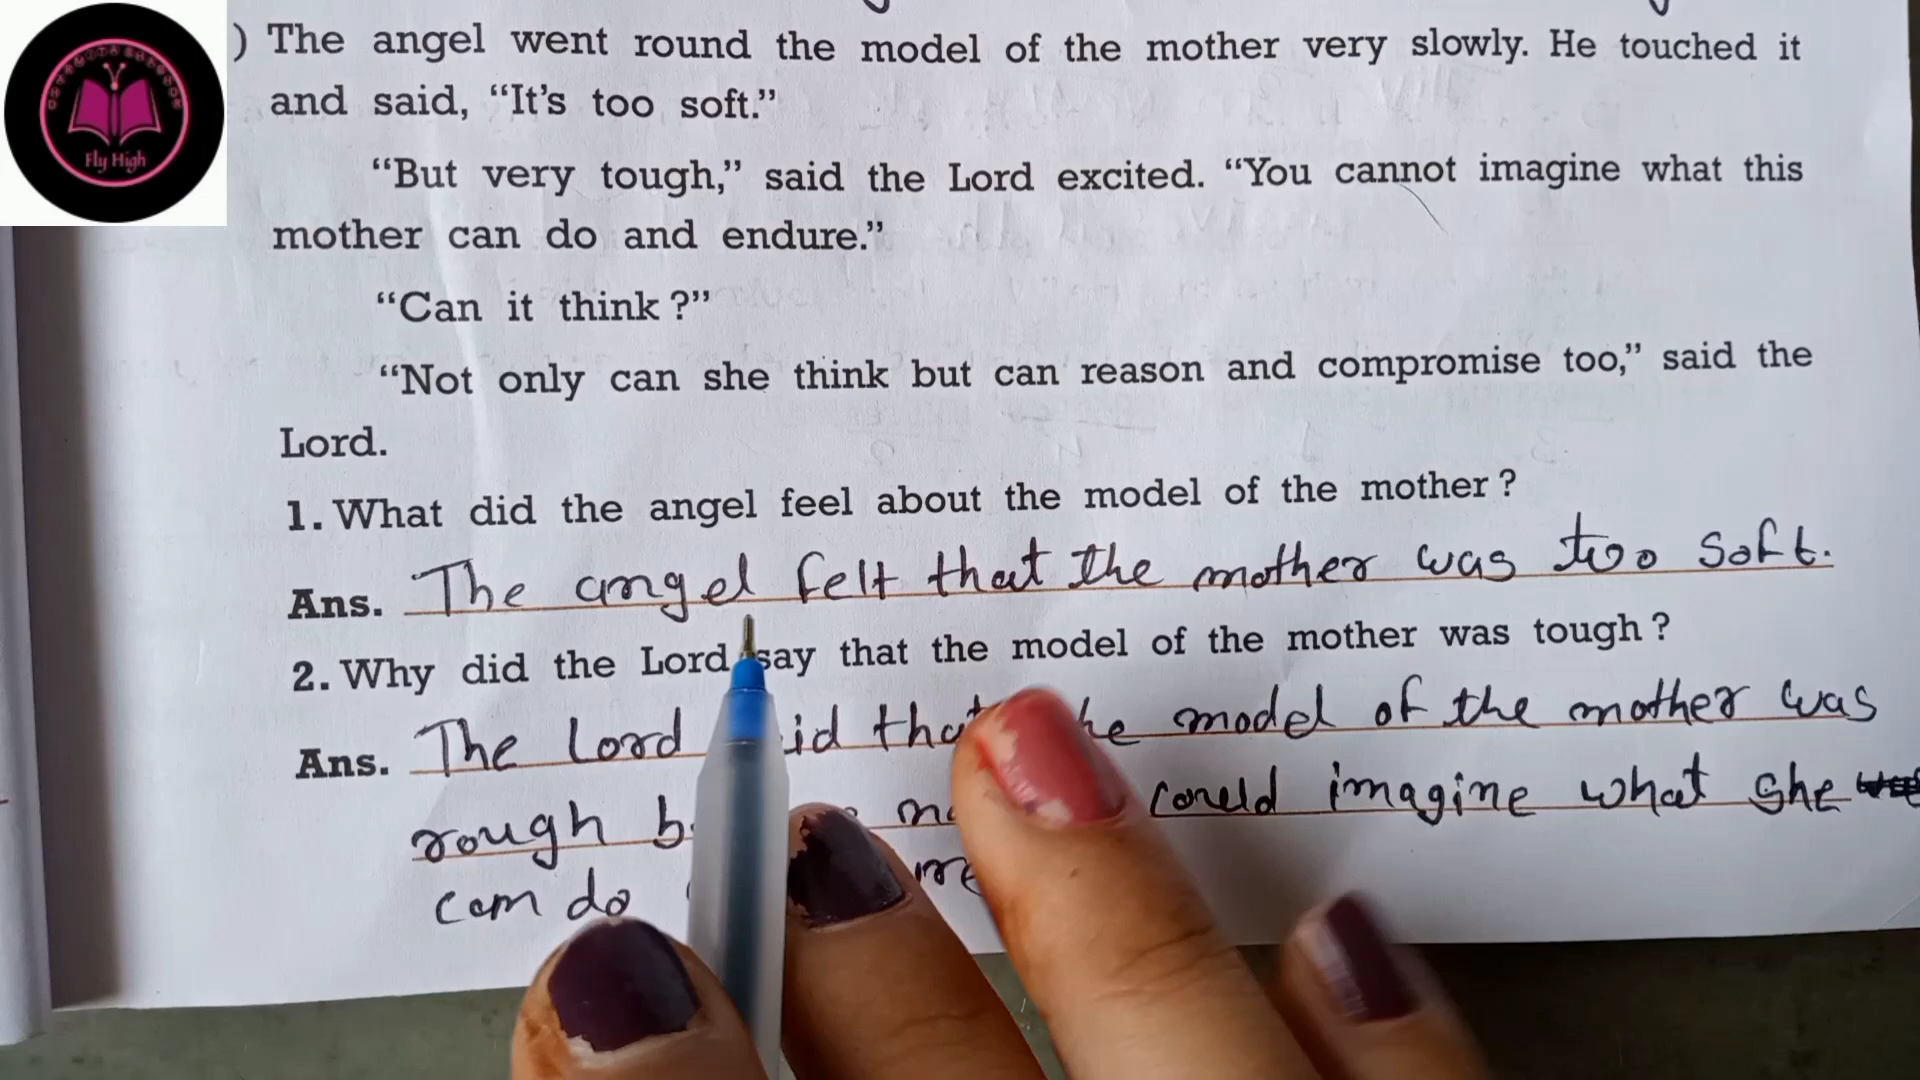 Fly High
) The angel went round the model of the mother very slowly. He touched it
and said, “It’s too soft.”
“But very tough,” said the Lord excited. “You cannot imagine what this
mother can do and endure.”
“Can it think ?”
“Not only can she think but can reason and compromise too,” said the
Lord.
1. What did the angel feel about the model of the mother ?
Ans. The angel felt that the mother was too soft.
2. Why did the Lord say that the model of the mother was tough ?
Ans. The Lord model of the mother was
rough could imagine what she
can do